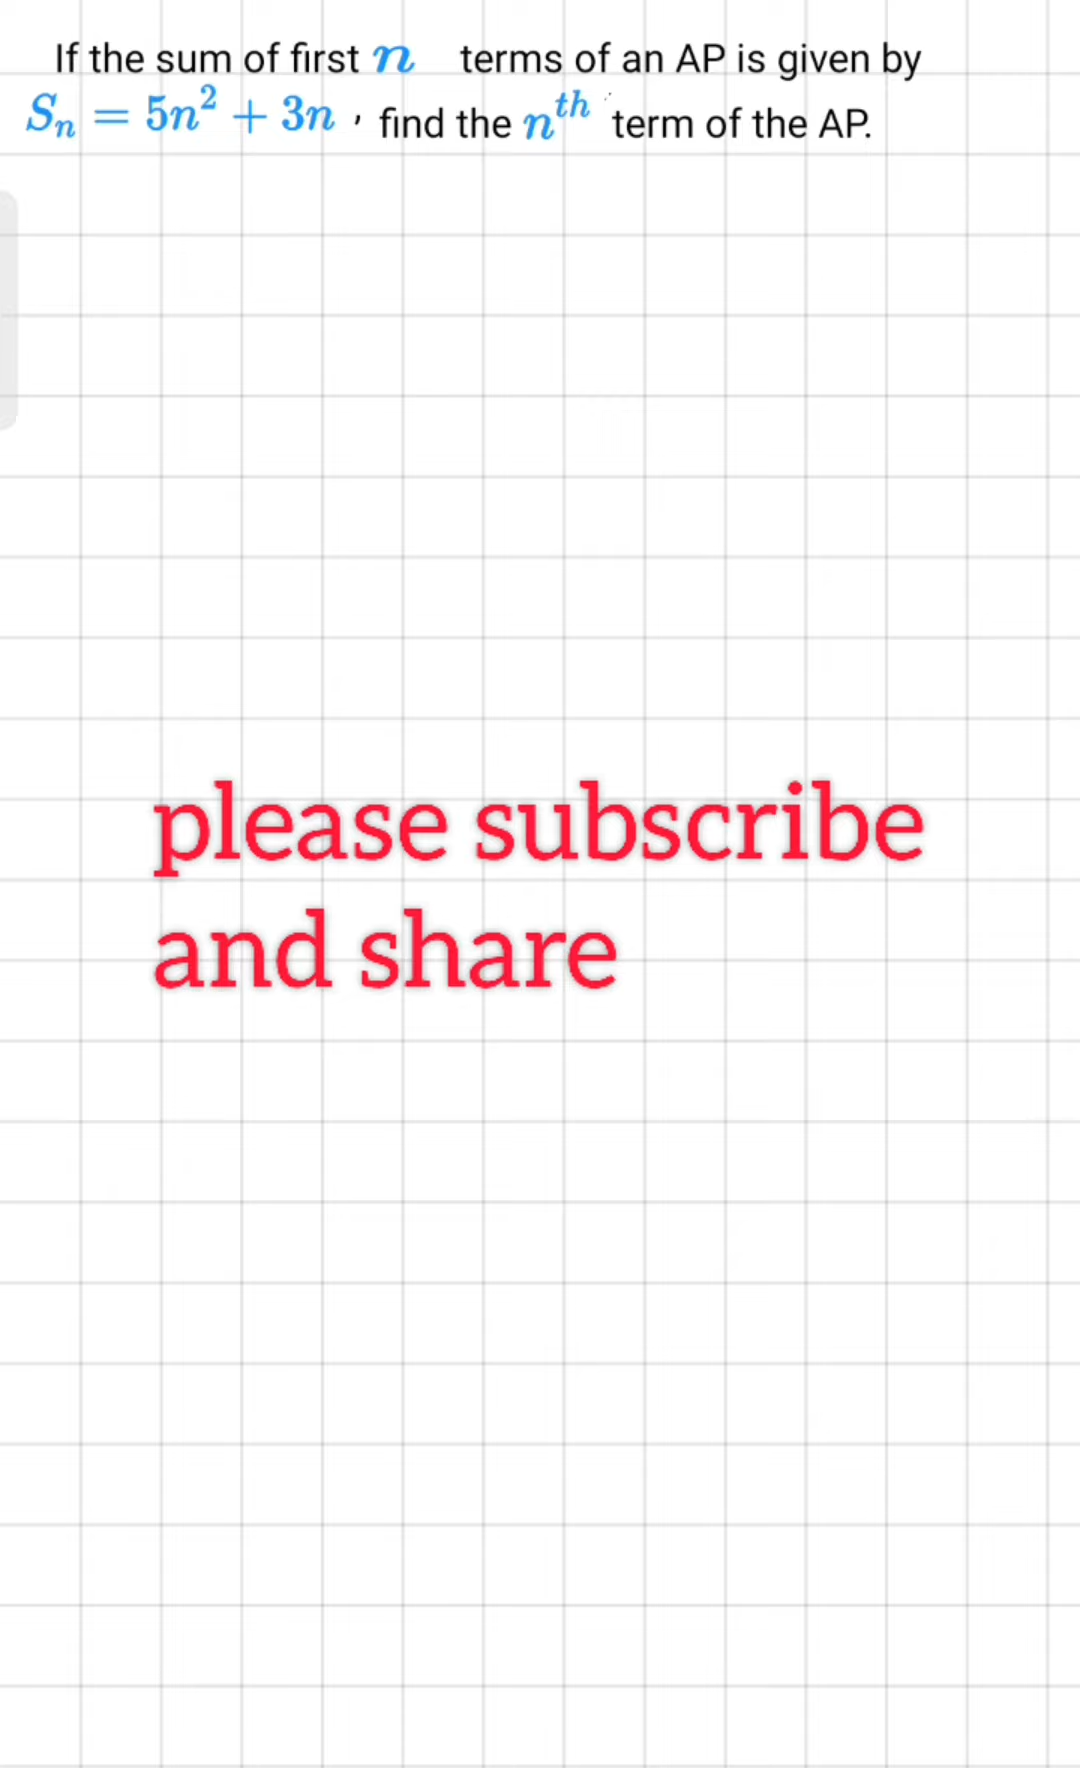 If the sum of first n terms of an AP is given by
Sₙ = 5n² + 3n , find the nᵗʰ term of the AP.
please subscribe
and share